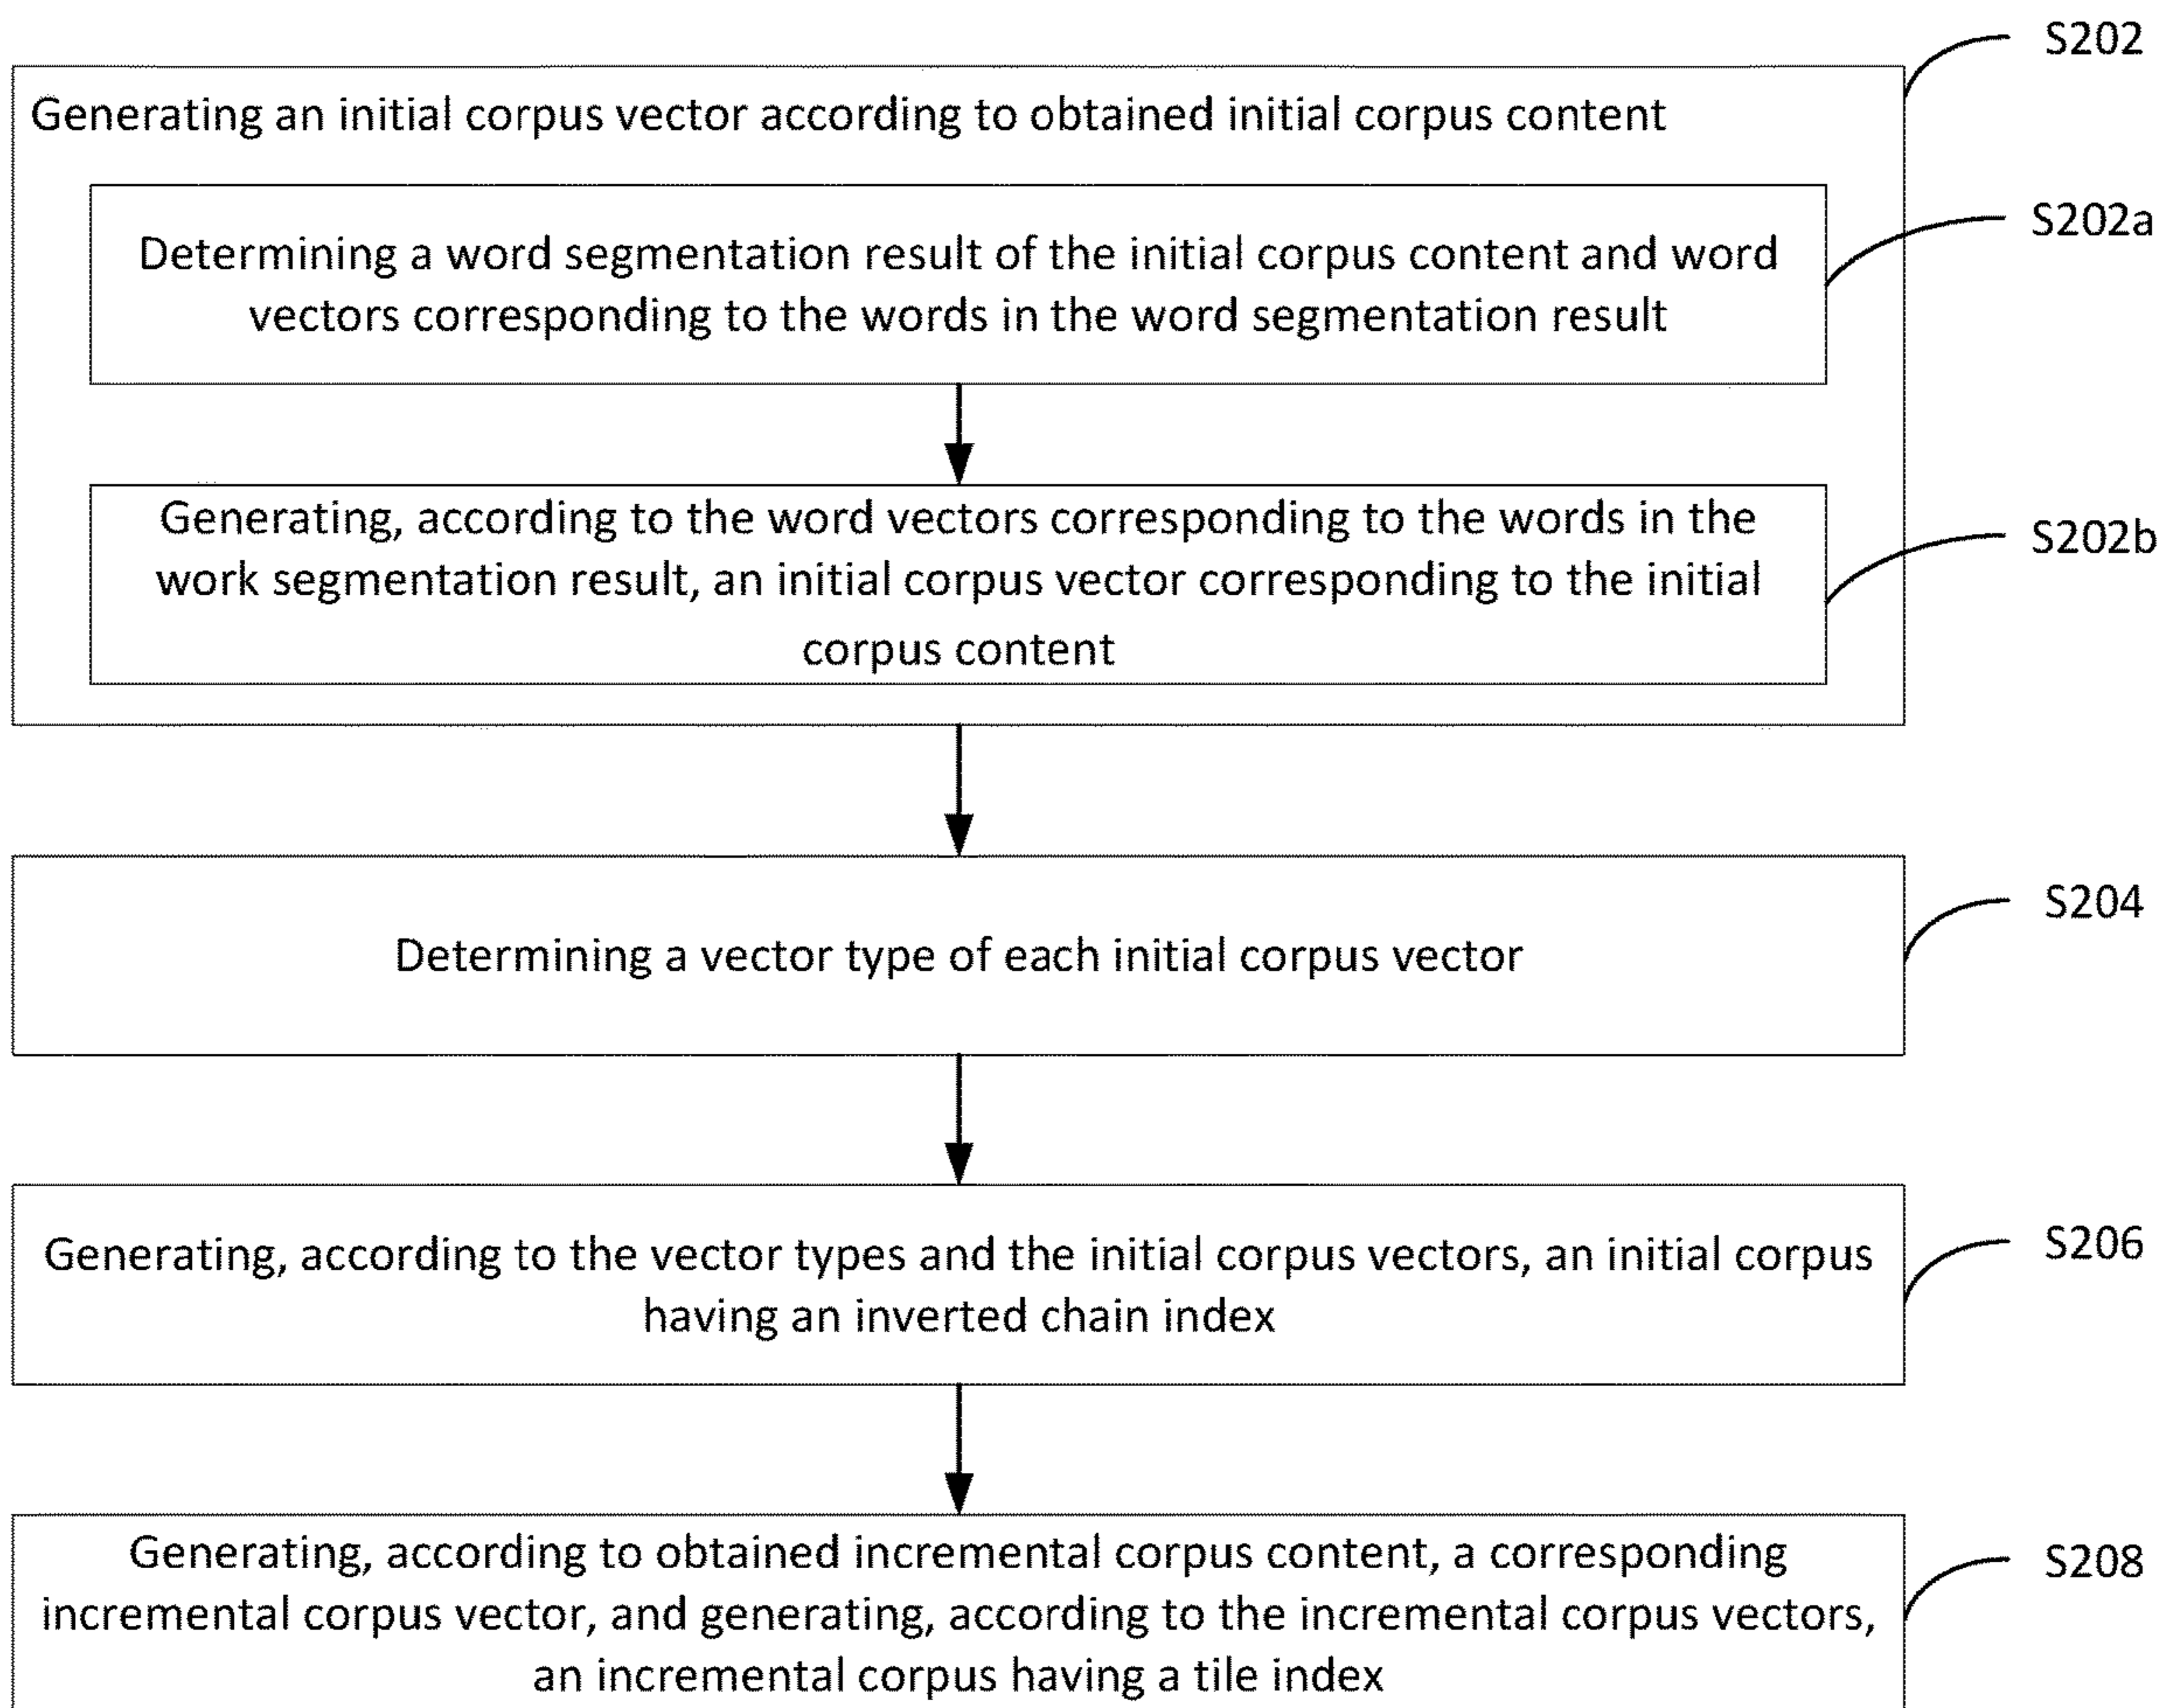 S202
Generating an initial corpus vector according to obtained initial corpus content
S202a
Determining a word segmentation result of the initial corpus content and word
vectors corresponding to the words in the word segmentation result
S202b
Generating, according to the word vectors corresponding to the words in the
work segmentation result, an initial corpus vector corresponding to the initial
corpus content
S204
Determining a vector type of each initial corpus vector
S206
Generating, according to the vector types and the initial corpus vectors, an initial corpus
having an inverted chain index
S208
Generating, according to obtained incremental corpus content, a corresponding
incremental corpus vector, and generating, according to the incremental corpus vectors,
an incremental corpus having a tile index